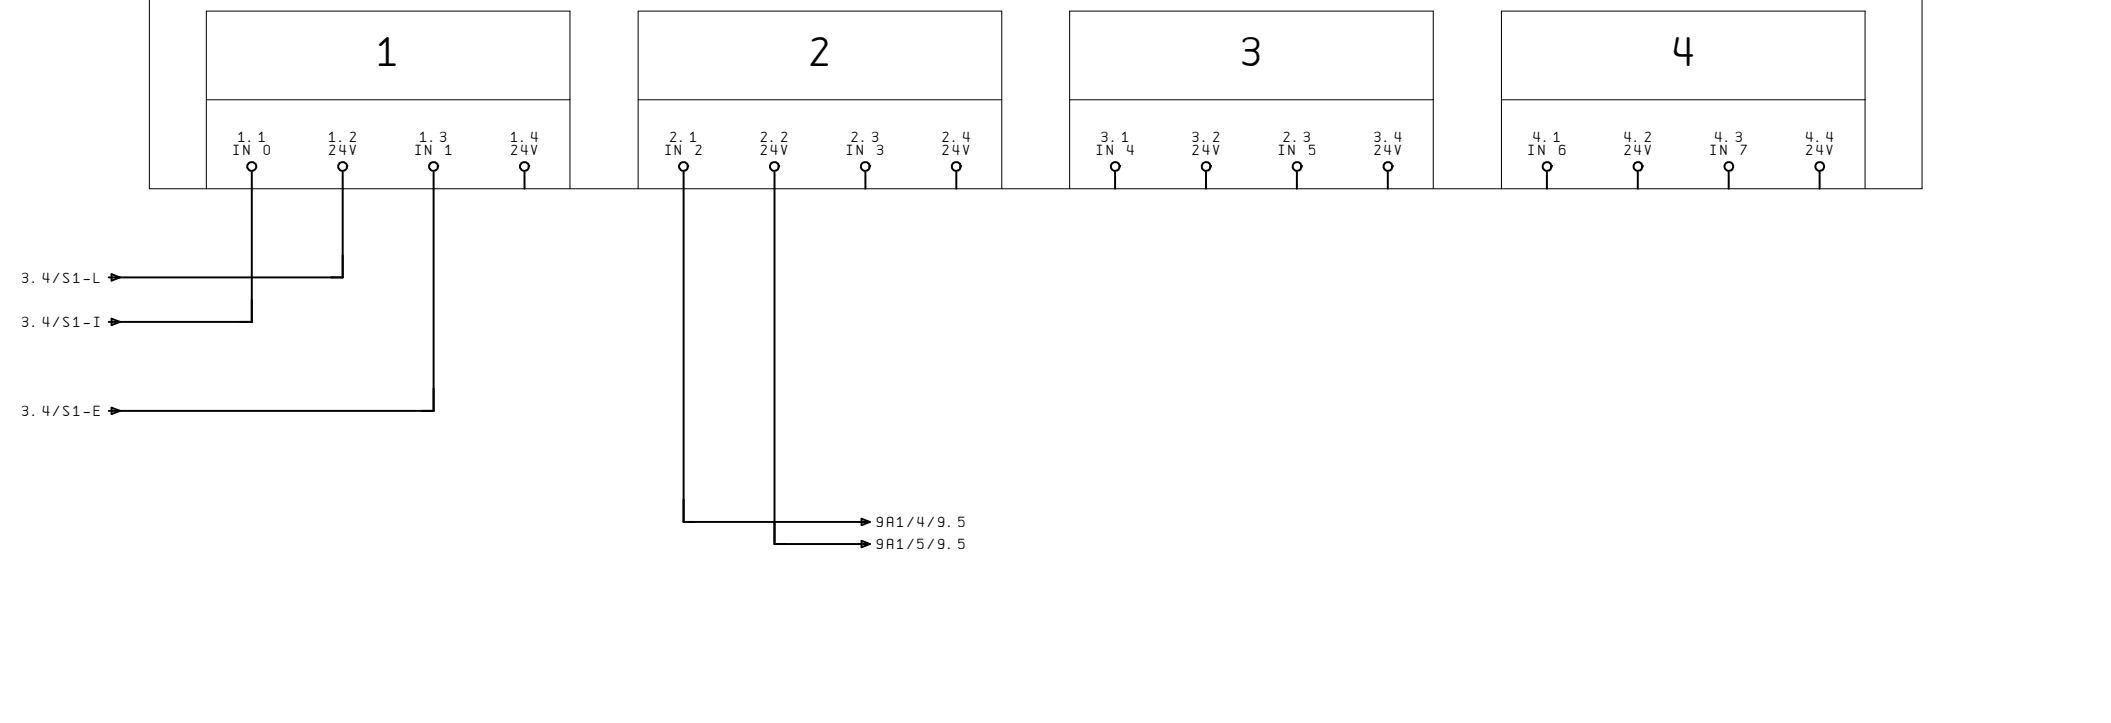 1
2
3
4
1.1 1.2 1.3 1.4
IN 0 24V IN 1 24V
2.1 2.2 2.3 2.4
IN 2 24V IN 3 24V
3.1 3.2 2.3 3.4
IN 4 24V IN 5 24V
4.1 4.2 4.3 4.4
IN 6 24V IN 7 24V
3.4/S1-L
3.4/S1-I
3.4/S1-E
9A1/4/9.5
9A1/5/9.5